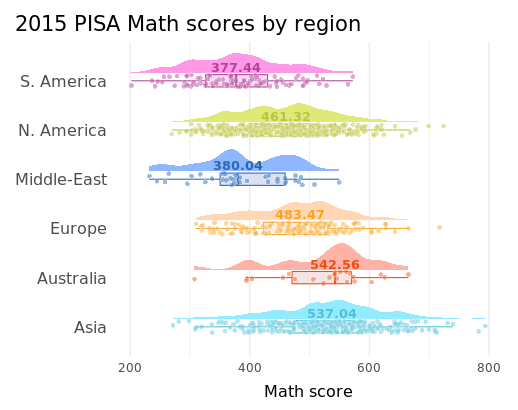 2015 PISA Math scores by region
S. America
377.44
N. America
461.32
Middle-East
380.04
Europe
483.47
Australia
542.56
Asia
537.04
200 400 600 800
Math score